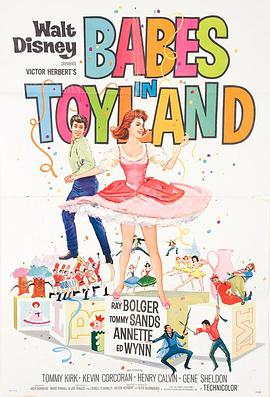 Walt
Disney
presents
VICTOR HERBERT'S
BABES
IN
TOYLAND
RAY BOLGER
TOMMY SANDS
ANNETTE
ED WYNN
TOMMY KIRK · KEVIN CORCORAN · HENRY CALVIN · GENE SHELDON
TECHNICOLOR®